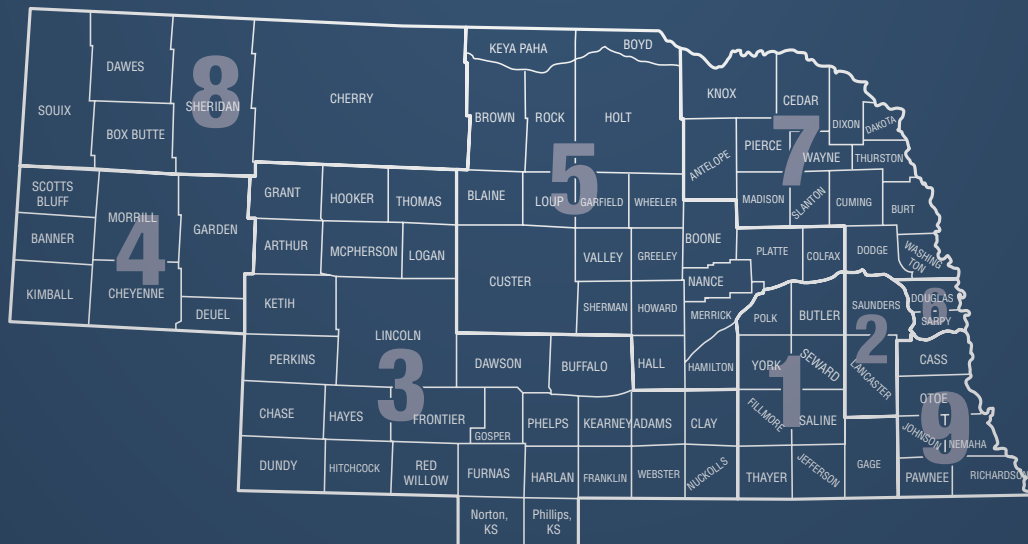 KEYA PAHA
BOYD
DAWES
8
SOUIX
SHERIDAN
CHERRY
BOX BUTTE
BROWN
ROCK
HOLT
KNOX
CEDAR
DIXON
DAKOTA
7
PIERCE
WAYNE
THURSTON
ANTELOPE
5
SCOTTS
BLUFF
MORRILL
GARDEN
GRANT
HOOKER
THOMAS
BLAINE
LOUP
GARFIELD
WHEELER
MADISON
SLANTON
CUMING
BURT
BANNER
4
ARTHUR
MCPHERSON
LOGAN
CUSTER
VALLEY
GREELEY
BOONE
PLATTE
COLFAX
DODGE
WASHING
TON
KIMBALL
CHEYENNE
DEUEL
KETIH
LINCOLN
SHERMAN
HOWARD
NANCE
MERRICK
POLK
BUTLER
SAUNDERS
DOUGLAS
6
SARPY
2
PERKINS
3
DAWSON
BUFFALO
HALL
HAMILTON
YORK
SEWARD
1
LANCASTER
CASS
CHASE
HAYES
FRONTIER
GOSPER
PHELPS
KEARNEY
ADAMS
CLAY
FILLMORE
SALINE
OTOE
T
9
JOHNSON
NEMAHA
DUNDY
HITCHCOCK
RED
WILLOW
FURNAS
HARLAN
FRANKLIN
WEBSTER
NUCKOLLS
THAYER
JEFFERSON
GAGE
PAWNEE
RICHARDSON
Norton,
KS
Phillips,
KS